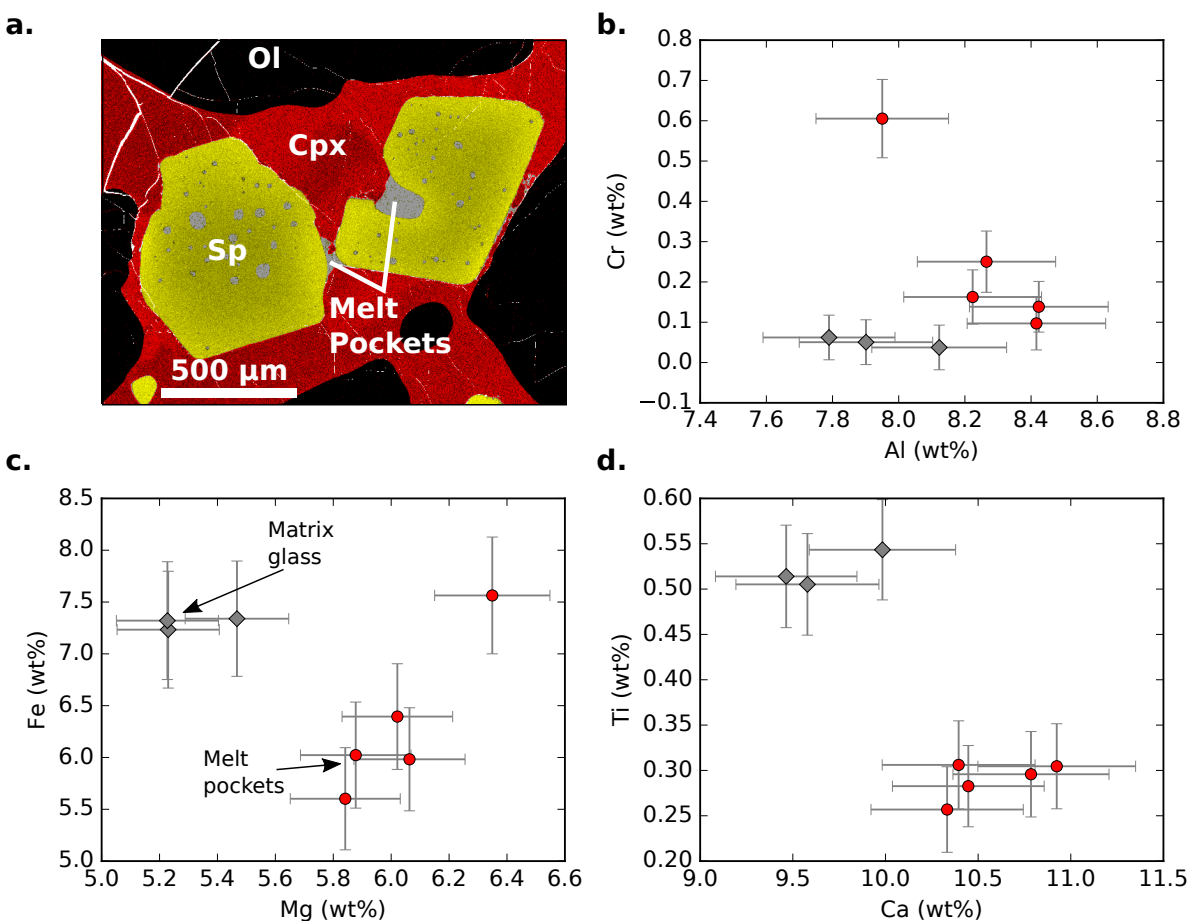 a.
Ol
Cpx
Sp
Melt
Pockets
500 μm
b.
0.8
0.7
0.6
0.5
0.4
0.3
0.2
0.1
0.0
−0.1
Cr (wt%)
7.4 7.6 7.8 8.0 8.2 8.4 8.6 8.8
Al (wt%)
c.
8.5
8.0
7.5
7.0
6.5
6.0
5.5
5.0
Fe (wt%)
Matrix
glass
Melt
pockets
5.0 5.2 5.4 5.6 5.8 6.0 6.2 6.4 6.6
Mg (wt%)
d.
0.60
0.55
0.50
0.45
0.40
0.35
0.30
0.25
0.20
Ti (wt%)
9.0 9.5 10.0 10.5 11.0 11.5
Ca (wt%)